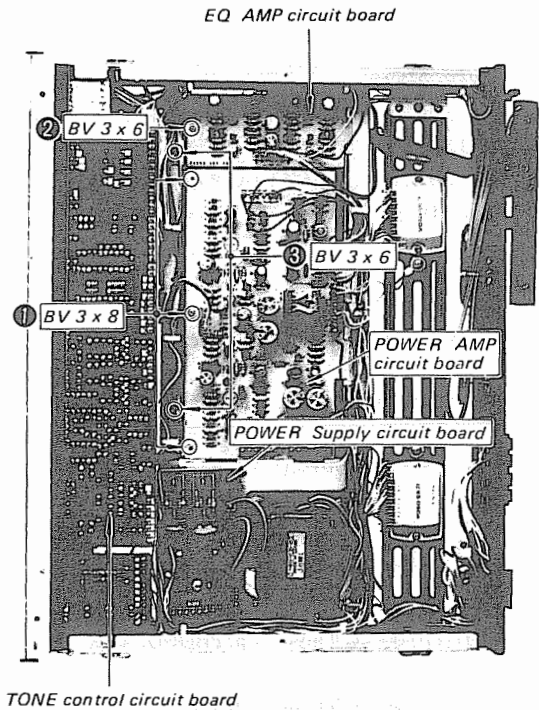 EQ AMP circuit board
② BV 3 x 6
③ BV 3 x 6
① BV 3 x 8
POWER AMP
circuit board
POWER Supply circuit board
TONE control circuit board